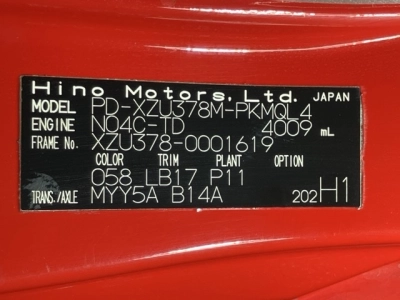 Hino Motors, Ltd. JAPAN
MODEL PD-XZU378M-PKMQL4
ENGINE N04C-TD 4009 mL
FRAME No. XZU378-0001619
COLOR TRIM PLANT OPTION
058 LB17 P11
TRANS./AXLE MYY5A B14A 202H1